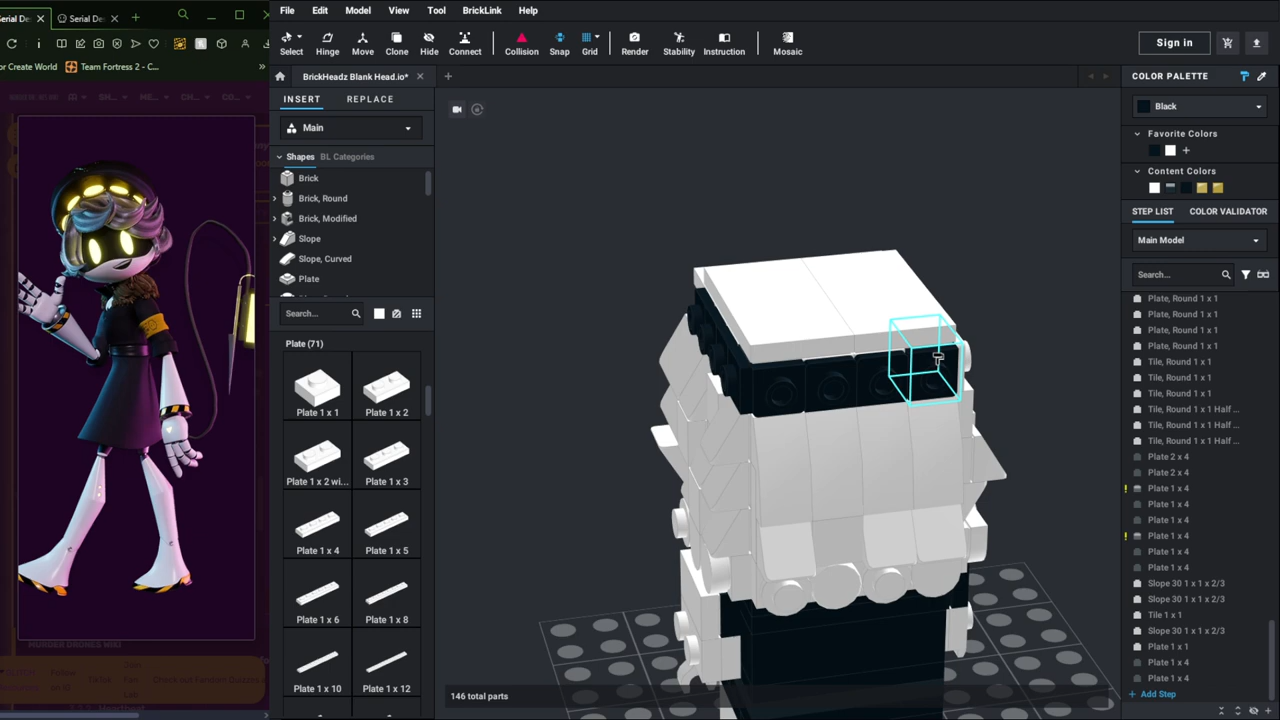 Serial De
Serial De
or Create World
Team Fortress 2 - C...
SH...
ME...
CH...
CO...
MURDER DRONES WIKI
File
Edit
Model
View
Tool
BrickLink
Help
Select
Hinge
Move
Clone
Hide
Connect
Collision
Snap
Grid
Render
Stability
Instruction
Mosaic
Sign in
BrickHeadz Blank Head.io*
INSERT
REPLACE
Main
Shapes
BL Categories
Brick
Brick, Round
Brick, Modified
Slope
Slope, Curved
Plate
Search...
Plate (71)
Plate 1 x 1
Plate 1 x 2
Plate 1 x 2 wi...
Plate 1 x 3
Plate 1 x 4
Plate 1 x 5
Plate 1 x 6
Plate 1 x 8
Plate 1 x 10
Plate 1 x 12
146 total parts
COLOR PALETTE
Black
Favorite Colors
Content Colors
STEP LIST
COLOR VALIDATOR
Main Model
Search...
Plate, Round 1 x 1
Plate, Round 1 x 1
Plate, Round 1 x 1
Plate, Round 1 x 1
Tile, Round 1 x 1
Tile, Round 1 x 1
Tile, Round 1 x 1
Tile, Round 1 x 1 Half ...
Tile, Round 1 x 1 Half ...
Tile, Round 1 x 1 Half ...
Plate 2 x 4
Plate 2 x 4
Plate 1 x 4
Plate 1 x 4
Plate 1 x 4
Plate 1 x 4
Plate 1 x 4
Plate 1 x 4
Slope 30 1 x 1 x 2/3
Slope 30 1 x 1 x 2/3
Tile 1 x 1
Slope 30 1 x 1 x 2/3
Plate 1 x 1
Plate 1 x 4
Plate 1 x 4
Add Step